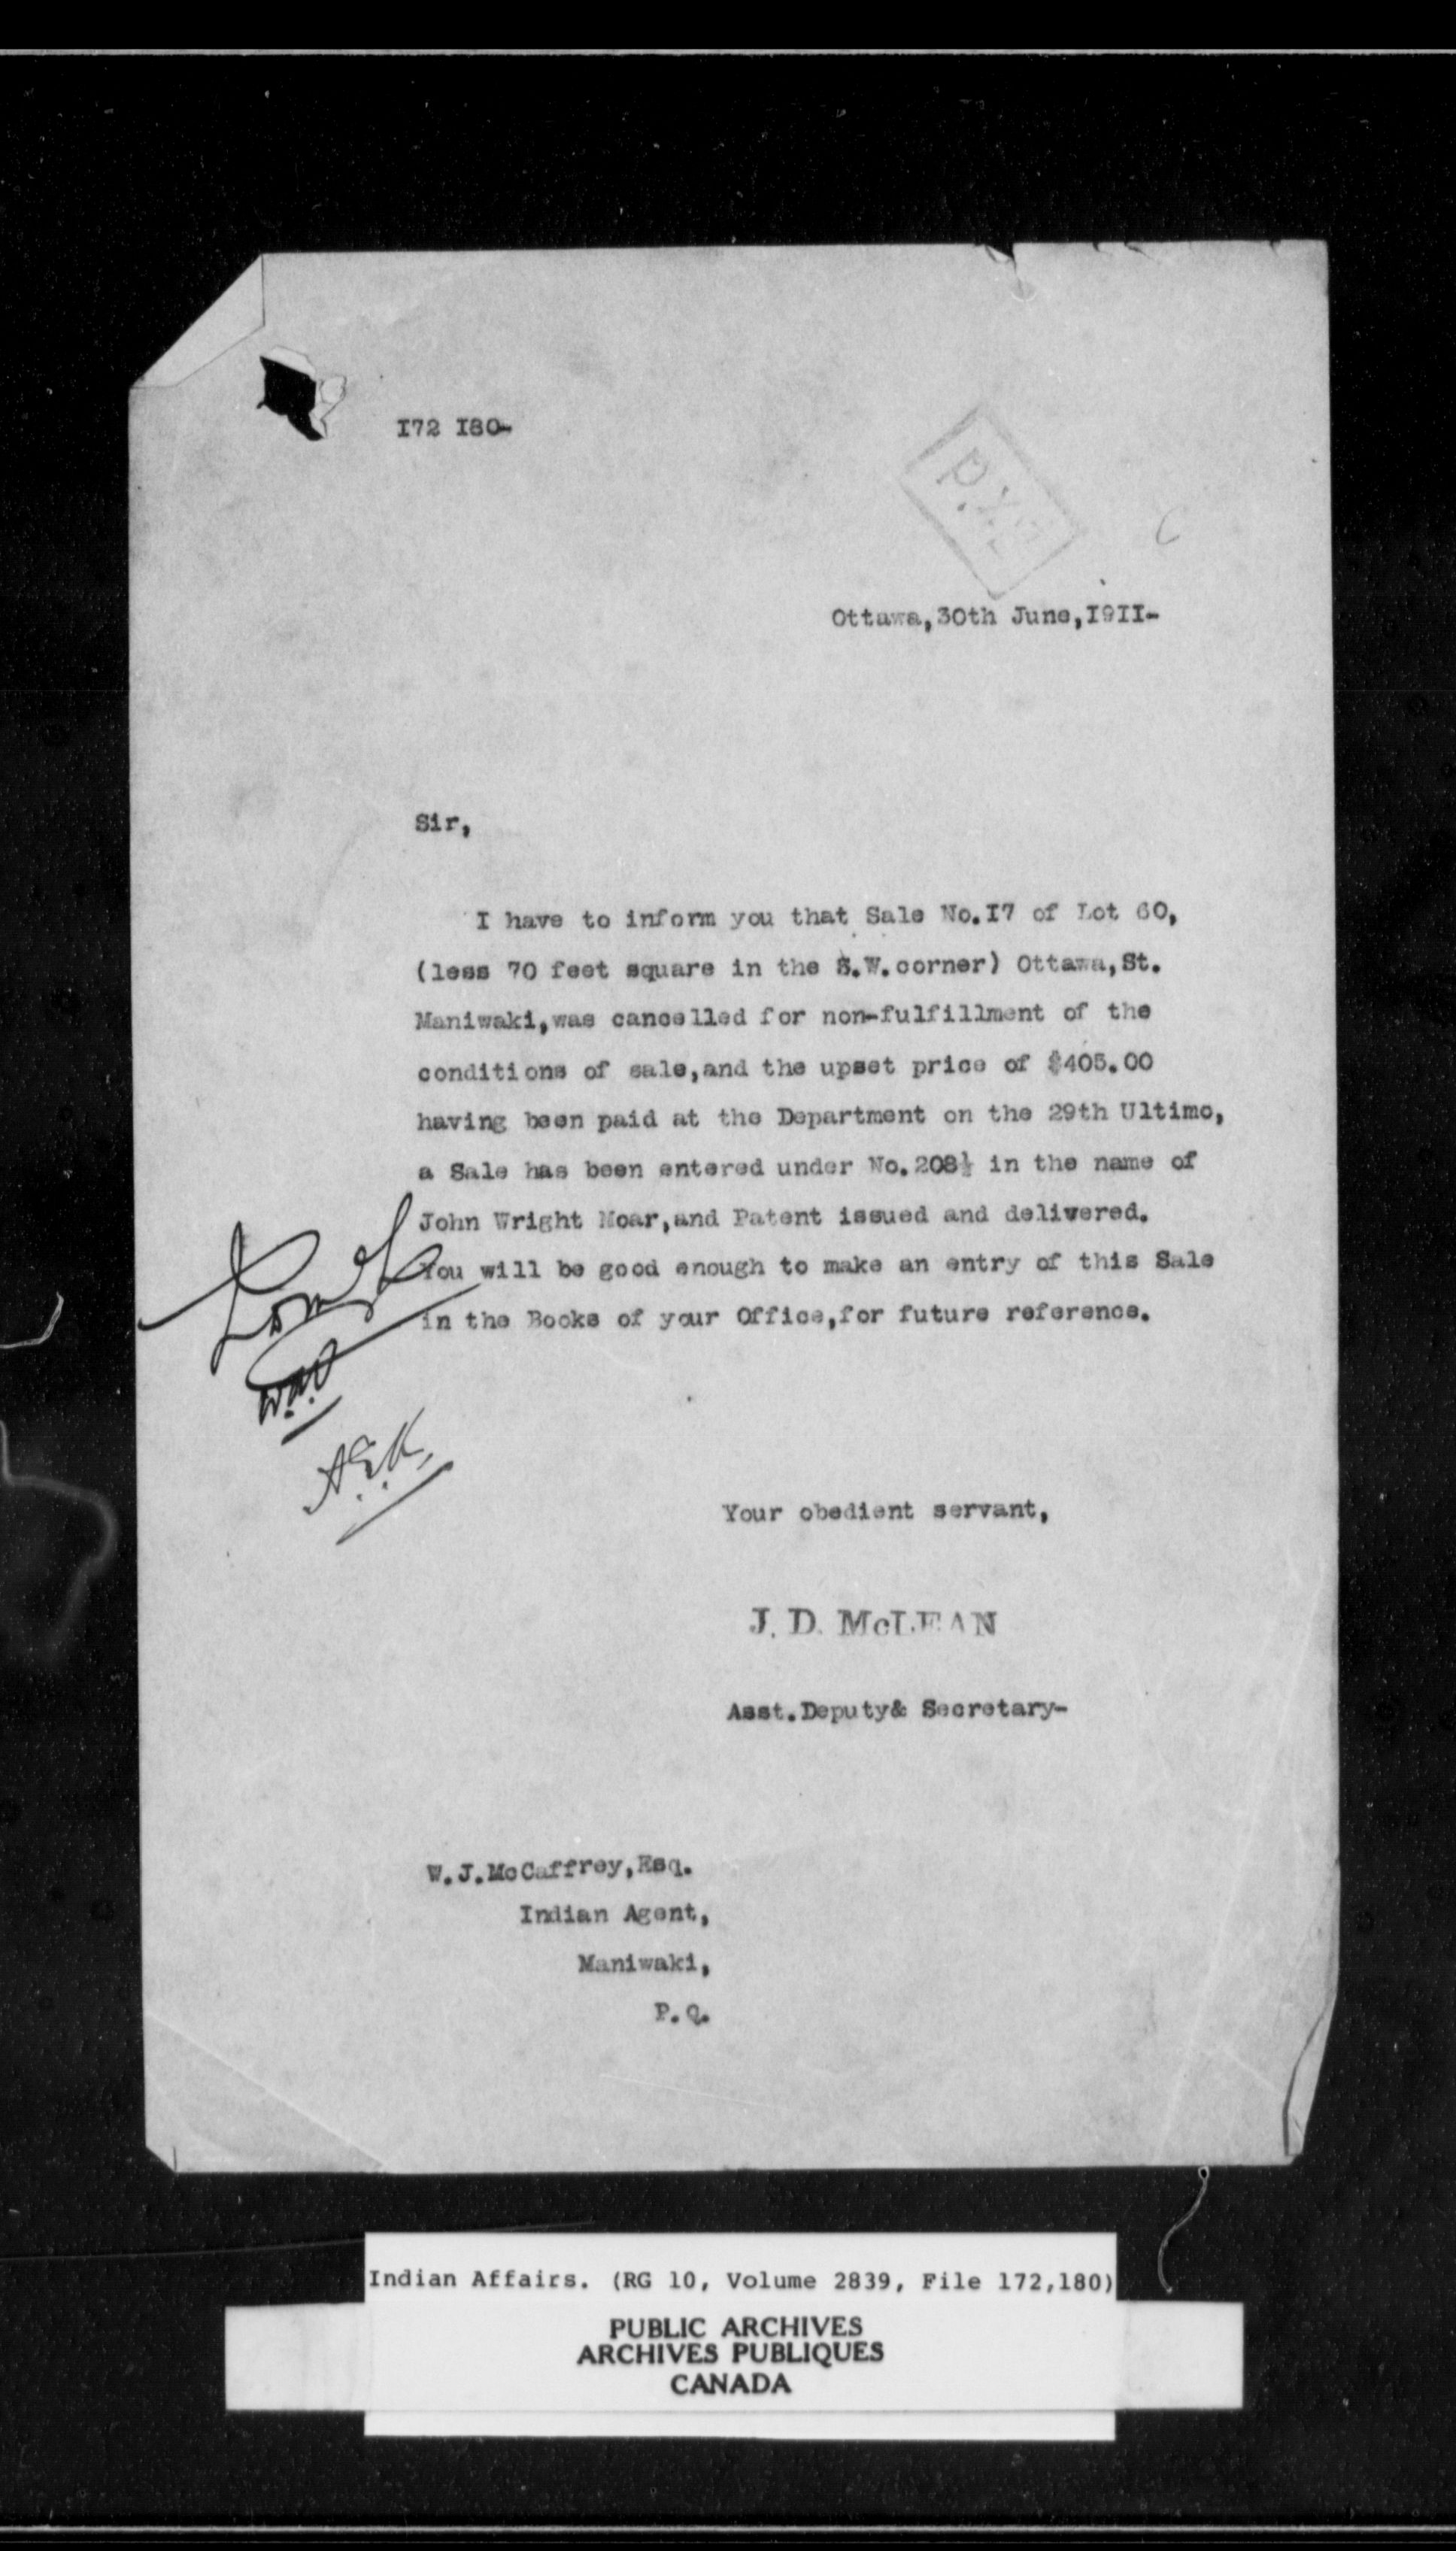 I72 I80-
Ottawa,30th June,I9II-
Sir,
I have to inform you that Sale No.I7 of Lot 60,
(less 70 feet square in the S.W.corner) Ottawa,St.
Maniwaki,was cancelled for non-fulfillment of the
conditions of sale,and the upset price of $405.00
having been paid at the Department on the 29th Ultimo,
a Sale has been entered under No.208½ in the name of
John Wright Moar,and Patent issued and delivered.
You will be good enough to make an entry of this Sale
in the Books of your Office,for future reference.
A.E.K.
Your obedient servant,
J. D. McLEAN
Asst.Deputy& Secretary-
W.J.McCaffrey,Esq.
Indian Agent,
Maniwaki,
P.Q.
Indian Affairs. (RG 10, Volume 2839, File 172,180)
PUBLIC ARCHIVES
ARCHIVES PUBLIQUES
CANADA